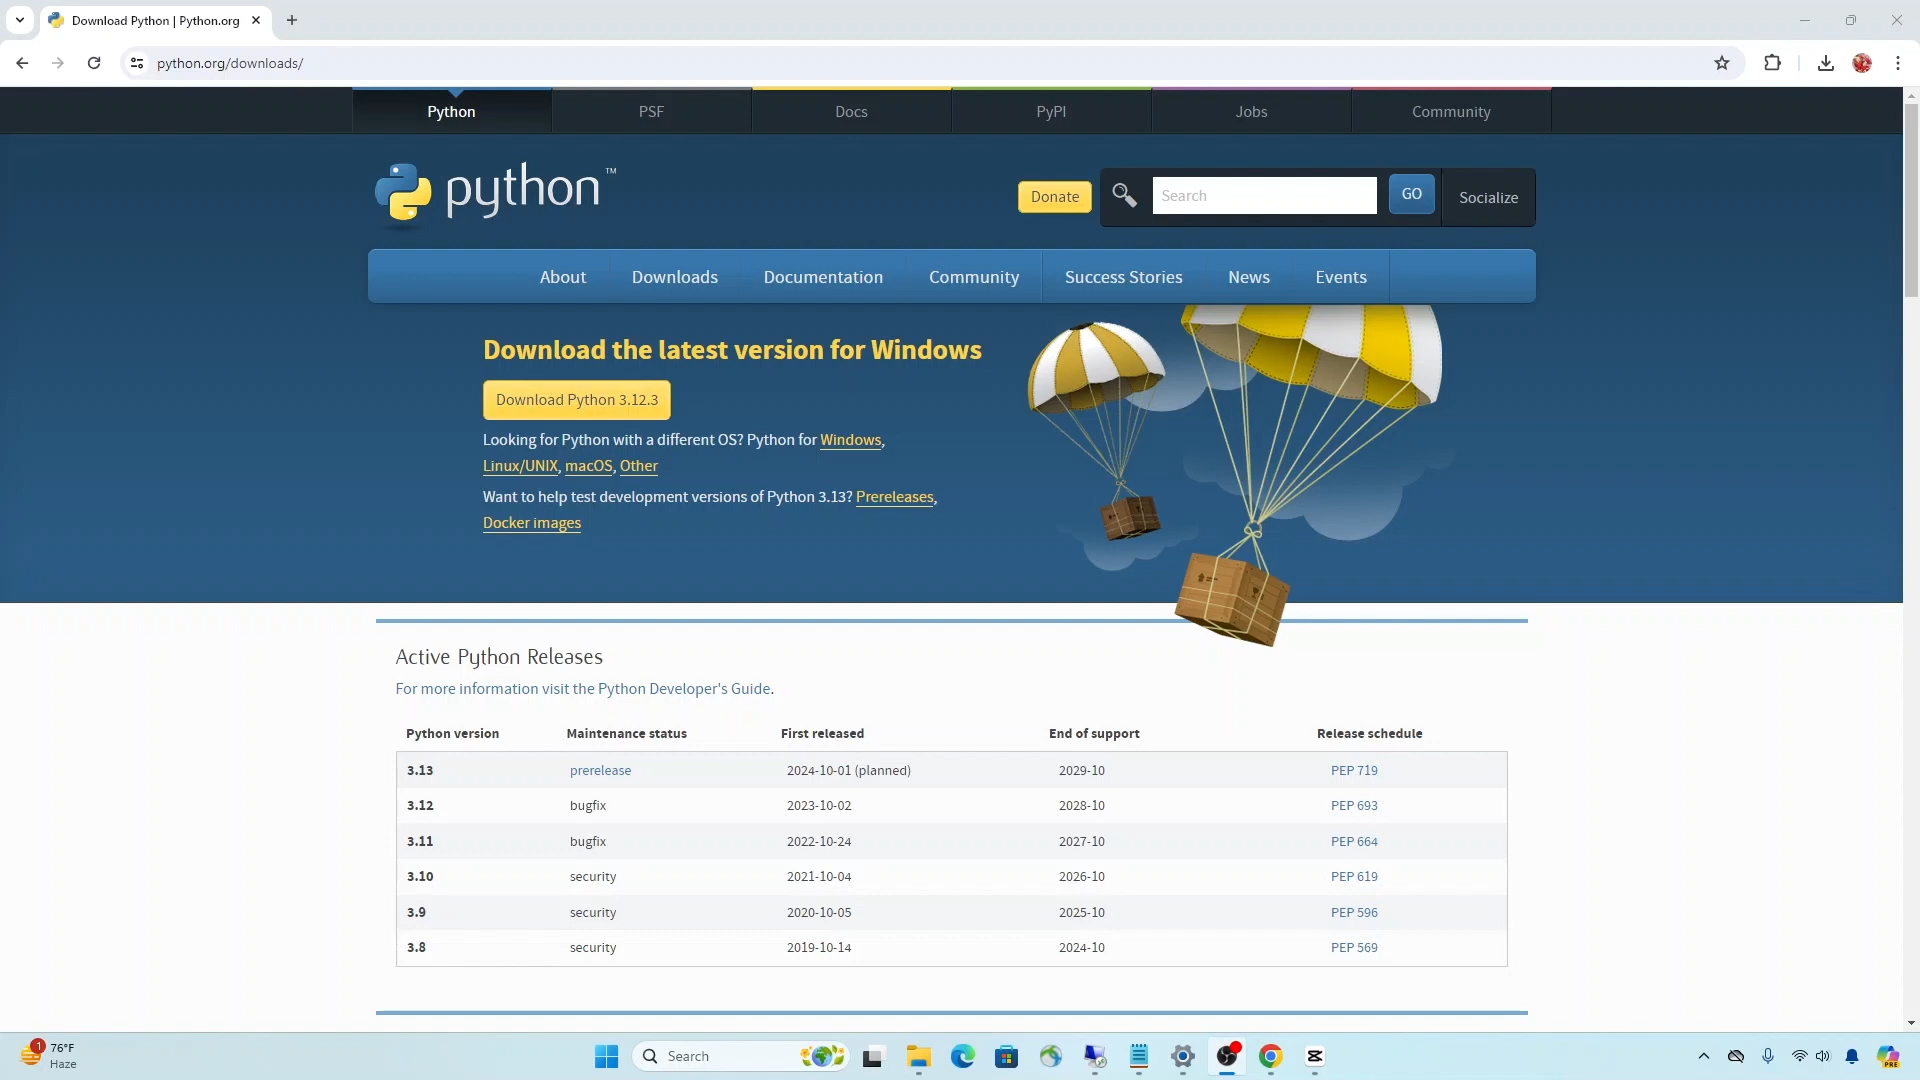 Download Python | Python.org
python.org/downloads/
Python
PSF
Docs
PyPI
Jobs
Community
python™
Donate
Search
GO
Socialize
About
Downloads
Documentation
Community
Success Stories
News
Events
Download the latest version for Windows
Download Python 3.12.3
Looking for Python with a different OS? Python for Windows,
Linux/UNIX, macOS, Other
Want to help test development versions of Python 3.13? Prereleases,
Docker images
Active Python Releases
For more information visit the Python Developer's Guide.
Python version Maintenance status First released End of support Release schedule
3.13 prerelease 2024-10-01 (planned) 2029-10 PEP 719
3.12 bugfix 2023-10-02 2028-10 PEP 693
3.11 bugfix 2022-10-24 2027-10 PEP 664
3.10 security 2021-10-04 2026-10 PEP 619
3.9 security 2020-10-05 2025-10 PEP 596
3.8 security 2019-10-14 2024-10 PEP 569
1
76°F
Haze
Search
PRE